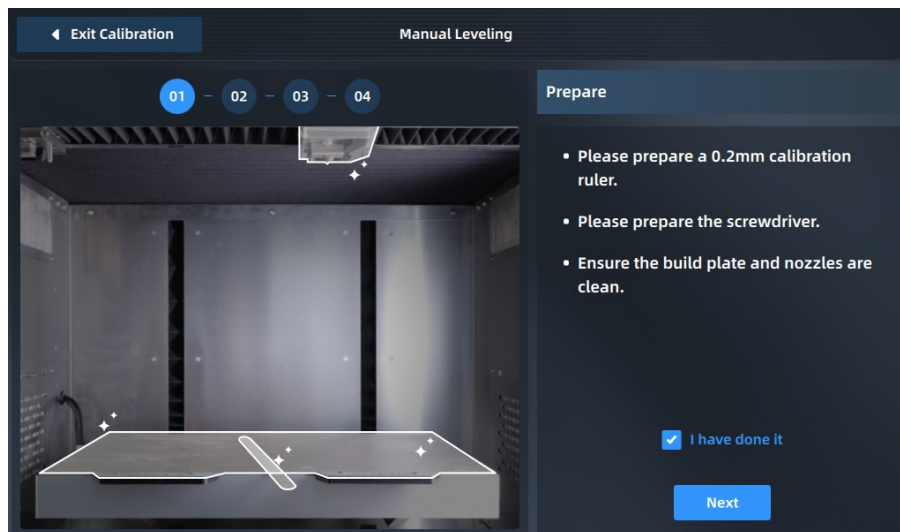 Exit Calibration
Manual Leveling
01 - 02 - 03 - 04
Prepare
• Please prepare a 0.2mm calibration
ruler.
• Please prepare the screwdriver.
• Ensure the build plate and nozzles are
clean.
I have done it
Next